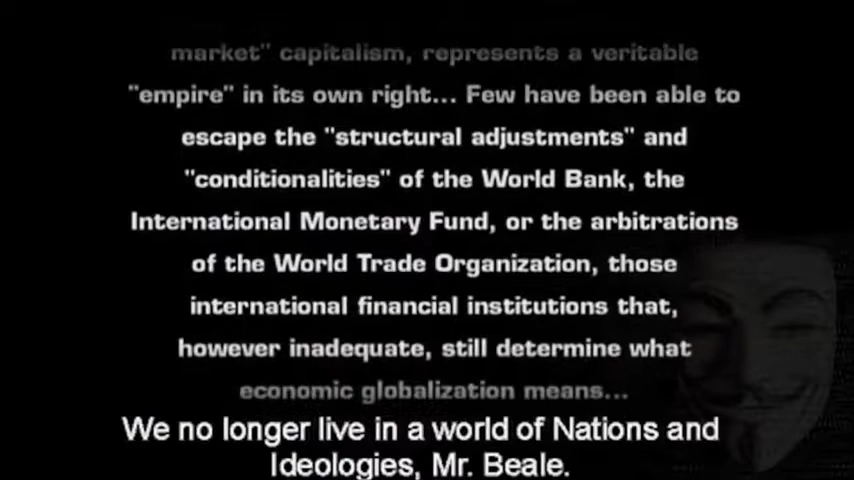 market" capitalism, represents a veritable
"empire" in its own right... Few have been able to
escape the "structural adjustments" and
"conditionalities" of the World Bank, the
International Monetary Fund, or the arbitrations
of the World Trade Organization, those
international financial institutions that,
however inadequate, still determine what
economic globalization means...
We no longer live in a world of Nations and
Ideologies, Mr. Beale.